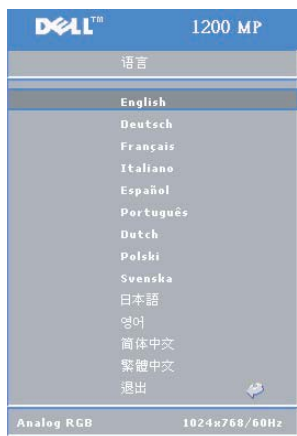 DELL™ 1200 MP
语言
English
Deutsch
Français
Italiano
Español
Português
Dutch
Polski
Svenska
日本語
영어
简体中文
繁體中文
退出
Analog RGB 1024x768/60Hz